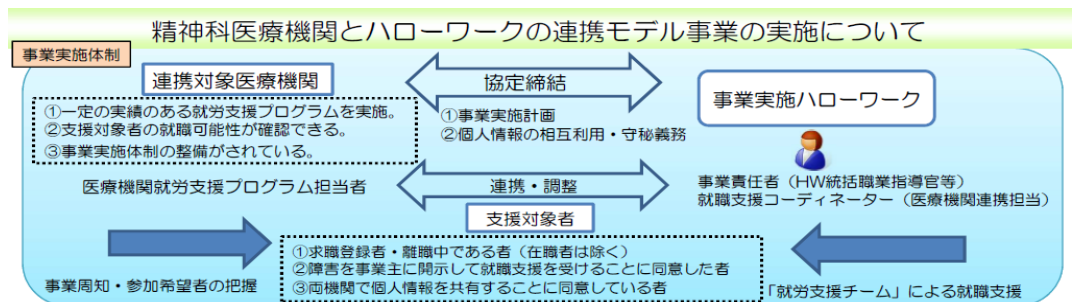 精神科医療機関とハローワークの連携モデル事業の実施について
事業実施体制
連携対象医療機関
①一定の実績のある就労支援プログラムを実施。
②支援対象者の就職可能性が確認できる。
③事業実施体制の整備がされている。
協定締結
①事業実施計画
②個人情報の相互利用・守秘義務
事業実施ハローワーク
医療機関就労支援プログラム担当者
連携・調整
事業責任者（HW統括職業指導官等）
就職支援コーディネーター（医療機関連携担当）
支援対象者
①求職登録者・離職中である者（在職者は除く）
②障害を事業主に開示して就職支援を受けることに同意した者
③両機関で個人情報を共有することに同意している者
事業周知・参加希望者の把握
「就労支援チーム」による就職支援